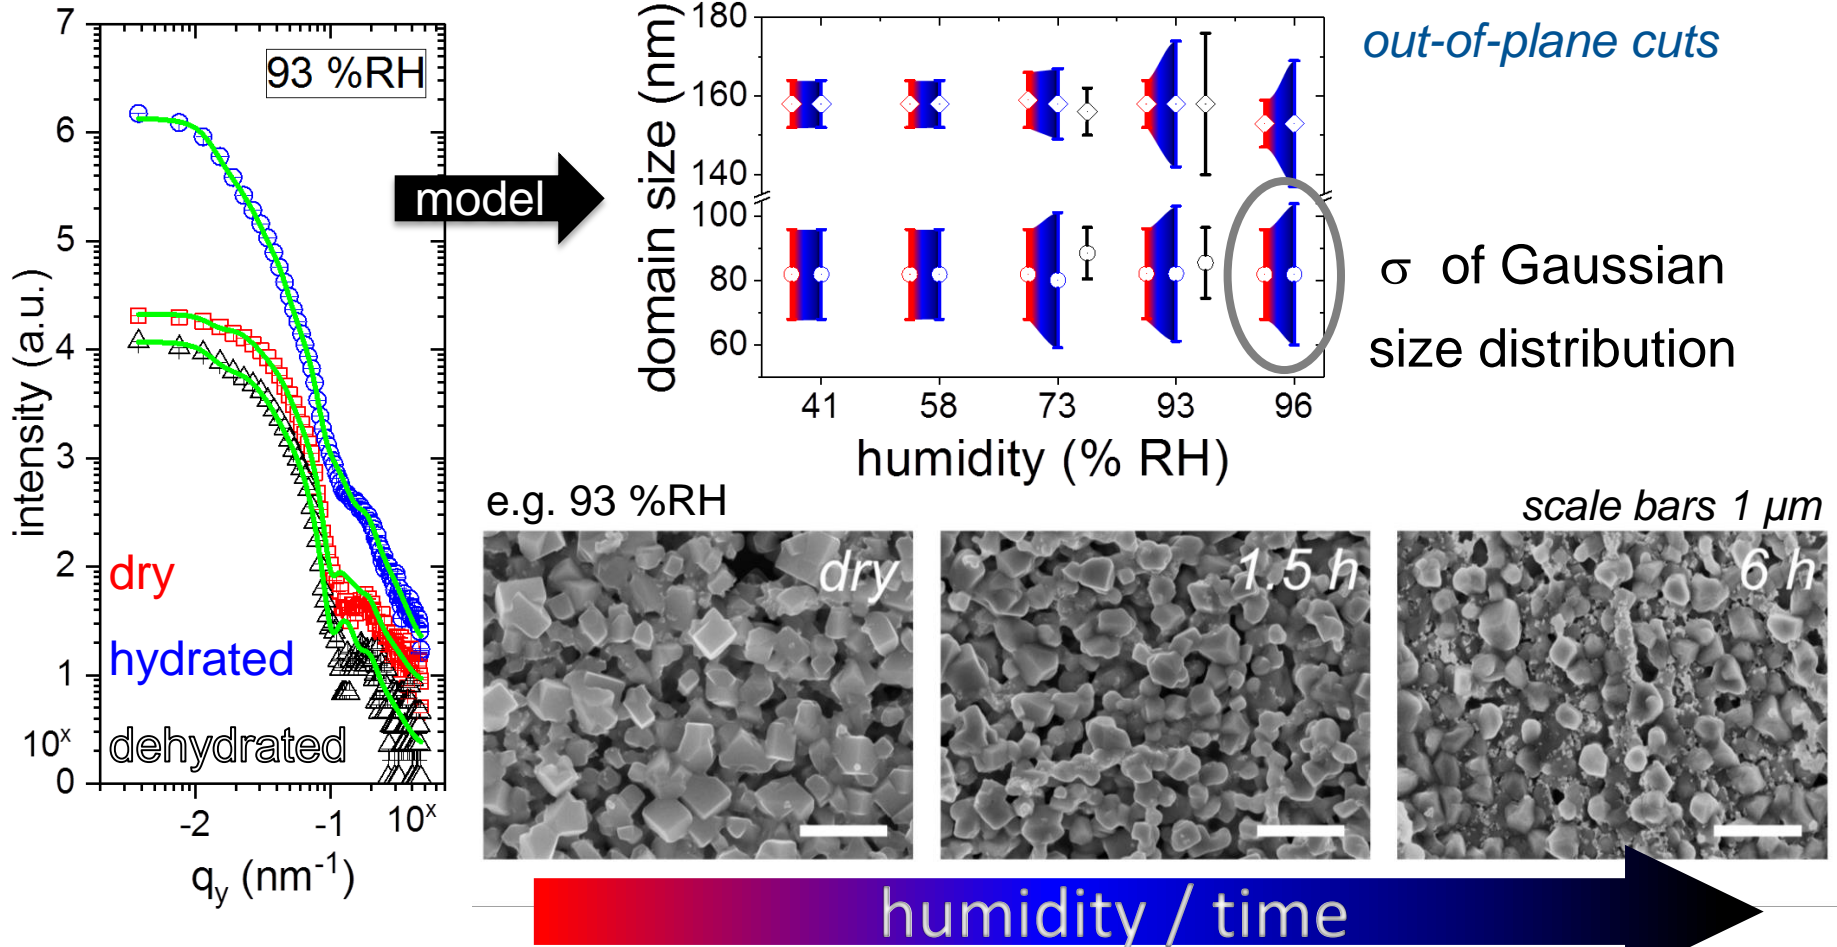 93 %RH
7
6
5
4
3
2
1
10ˣ
0
intensity (a.u.)
dry
hydrated
dehydrated
-2
-1
10ˣ
qy (nm⁻¹)
model
out-of-plane cuts
180
160
140
100
80
60
domain size (nm)
41
58
73
93
96
humidity (% RH)
σ of Gaussian
size distribution
e.g. 93 %RH
scale bars 1 µm
dry
1.5 h
6 h
humidity / time